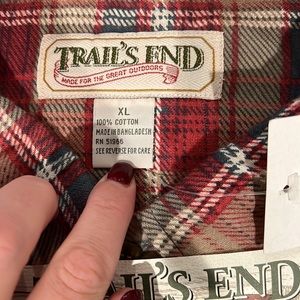 TRAIL'S END
MADE FOR THE GREAT OUTDOORS
XL
100% COTTON
MADE IN BANGLADESH
RN 51966
SEE REVERSE FOR CARE
TRAIL'S END